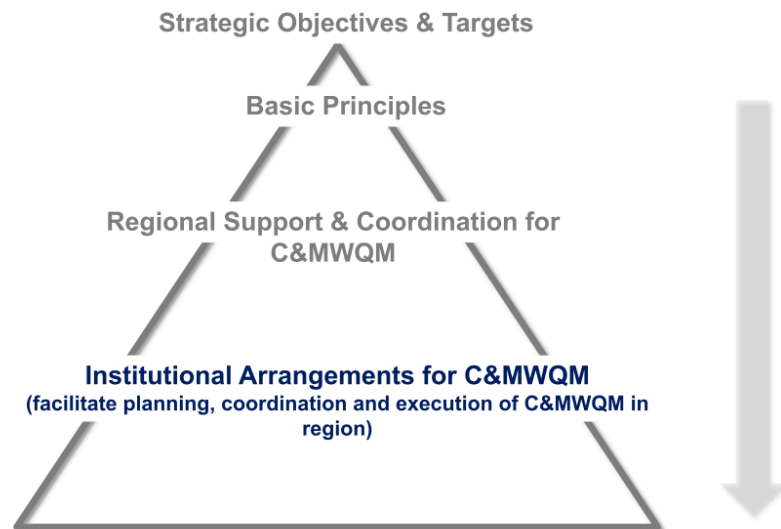 Strategic Objectives & Targets
Basic Principles
Regional Support & Coordination for
C&MWQM
Institutional Arrangements for C&MWQM
(facilitate planning, coordination and execution of C&MWQM in
region)